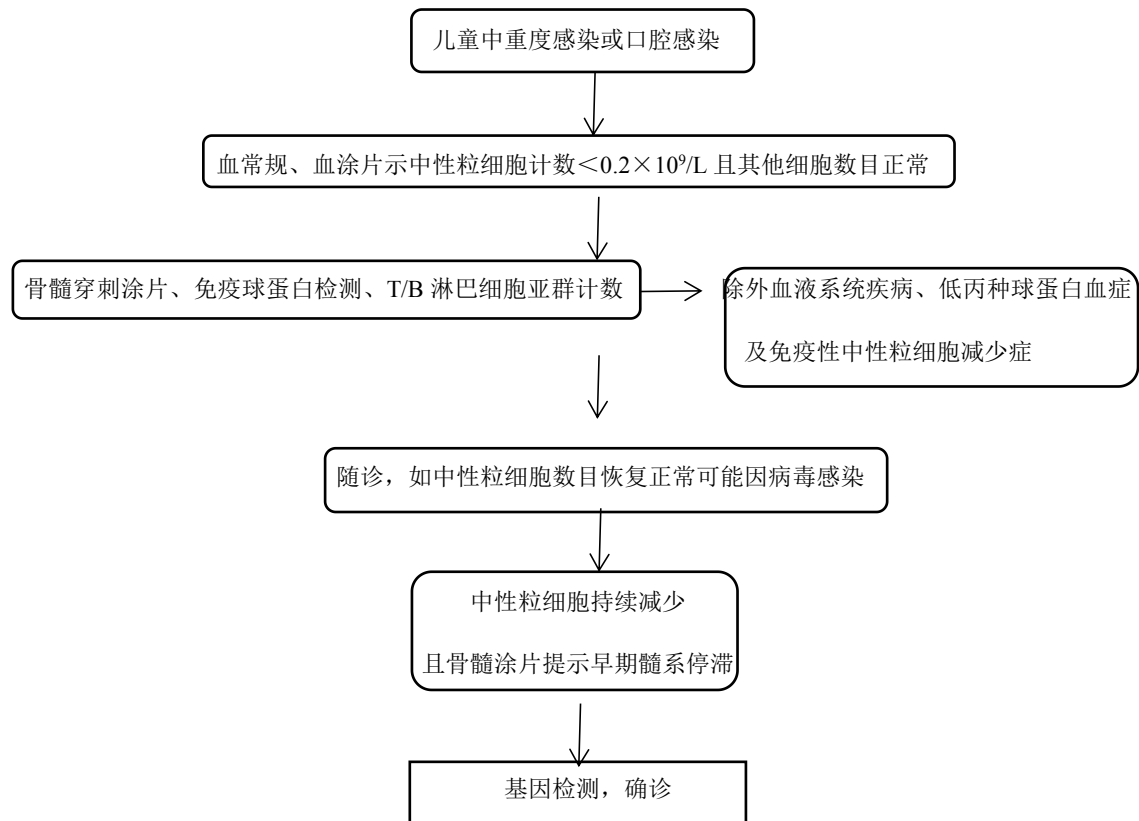 儿童中重度感染或口腔感染
血常规、血涂片示中性粒细胞计数＜0.2×10⁹/L 且其他细胞数目正常
骨髓穿刺涂片、免疫球蛋白检测、T/B 淋巴细胞亚群计数
除外血液系统疾病、低丙种球蛋白血症
及免疫性中性粒细胞减少症
随诊，如中性粒细胞数目恢复正常可能因病毒感染
中性粒细胞持续减少
且骨髓涂片提示早期髓系停滞
基因检测，确诊